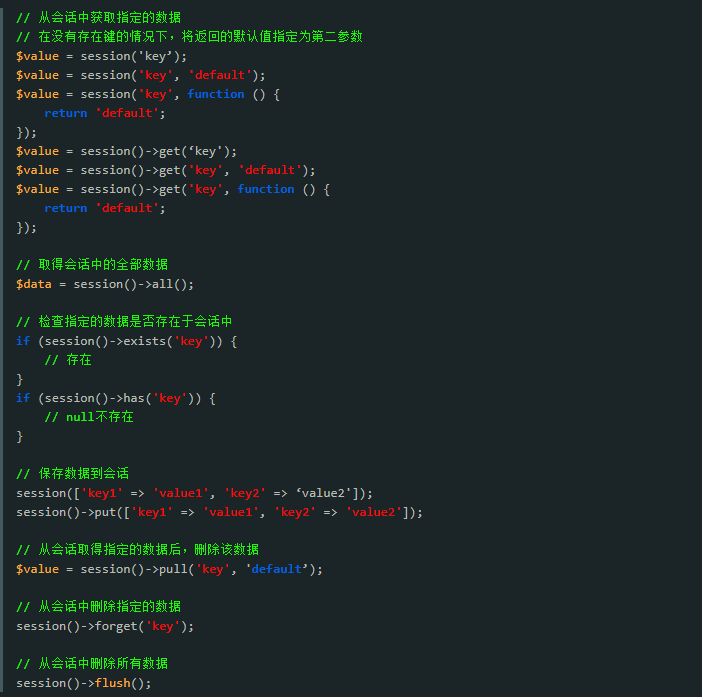 // 从会话中获取指定的数据
// 在没有存在键的情况下，将返回的默认值指定为第二参数
$value = session('key’);
$value = session('key', 'default');
$value = session('key', function () {
    return 'default';
});
$value = session()->get(‘key');
$value = session()->get('key', 'default');
$value = session()->get('key', function () {
    return 'default';
});
// 取得会话中的全部数据
$data = session()->all();
// 检查指定的数据是否存在于会话中
if (session()->exists('key')) {
    // 存在
}
if (session()->has('key')) {
    // null不存在
}
// 保存数据到会话
session(['key1' => 'value1', 'key2' => ‘value2']);
session()->put(['key1' => 'value1', 'key2' => 'value2']);
// 从会话取得指定的数据后，删除该数据
$value = session()->pull('key', 'default’);
// 从会话中删除指定的数据
session()->forget('key');
// 从会话中删除所有数据
session()->flush();